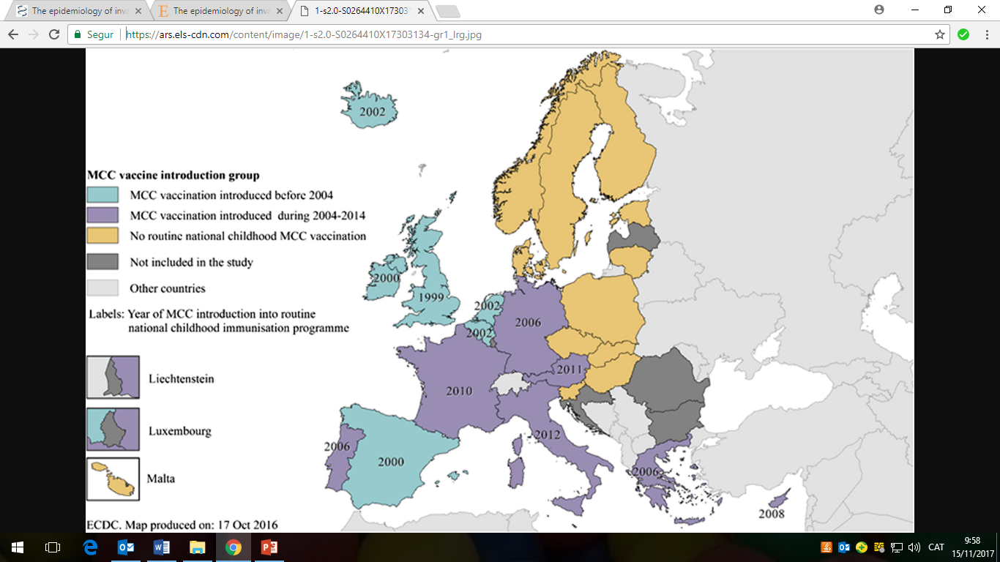 The epidemiology of inva
The epidemiology of inva
1-s2.0-S0264410X17303
Segur
https://ars.els-cdn.com/content/image/1-s2.0-S0264410X17303134-gr1_lrg.jpg
2002
MCC vaccine introduction group
MCC vaccination introduced before 2004
MCC vaccination introduced during 2004-2014
No routine national childhood MCC vaccination
Not included in the study
Other countries
Labels: Year of MCC introduction into routine
national childhood immunisation programme
2000
1999
2002
2002
2006
2011
2010
2012
2006
2000
2006
2008
Liechtenstein
Luxembourg
Malta
ECDC. Map produced on: 17 Oct 2016
CAT
9:58
15/11/2017